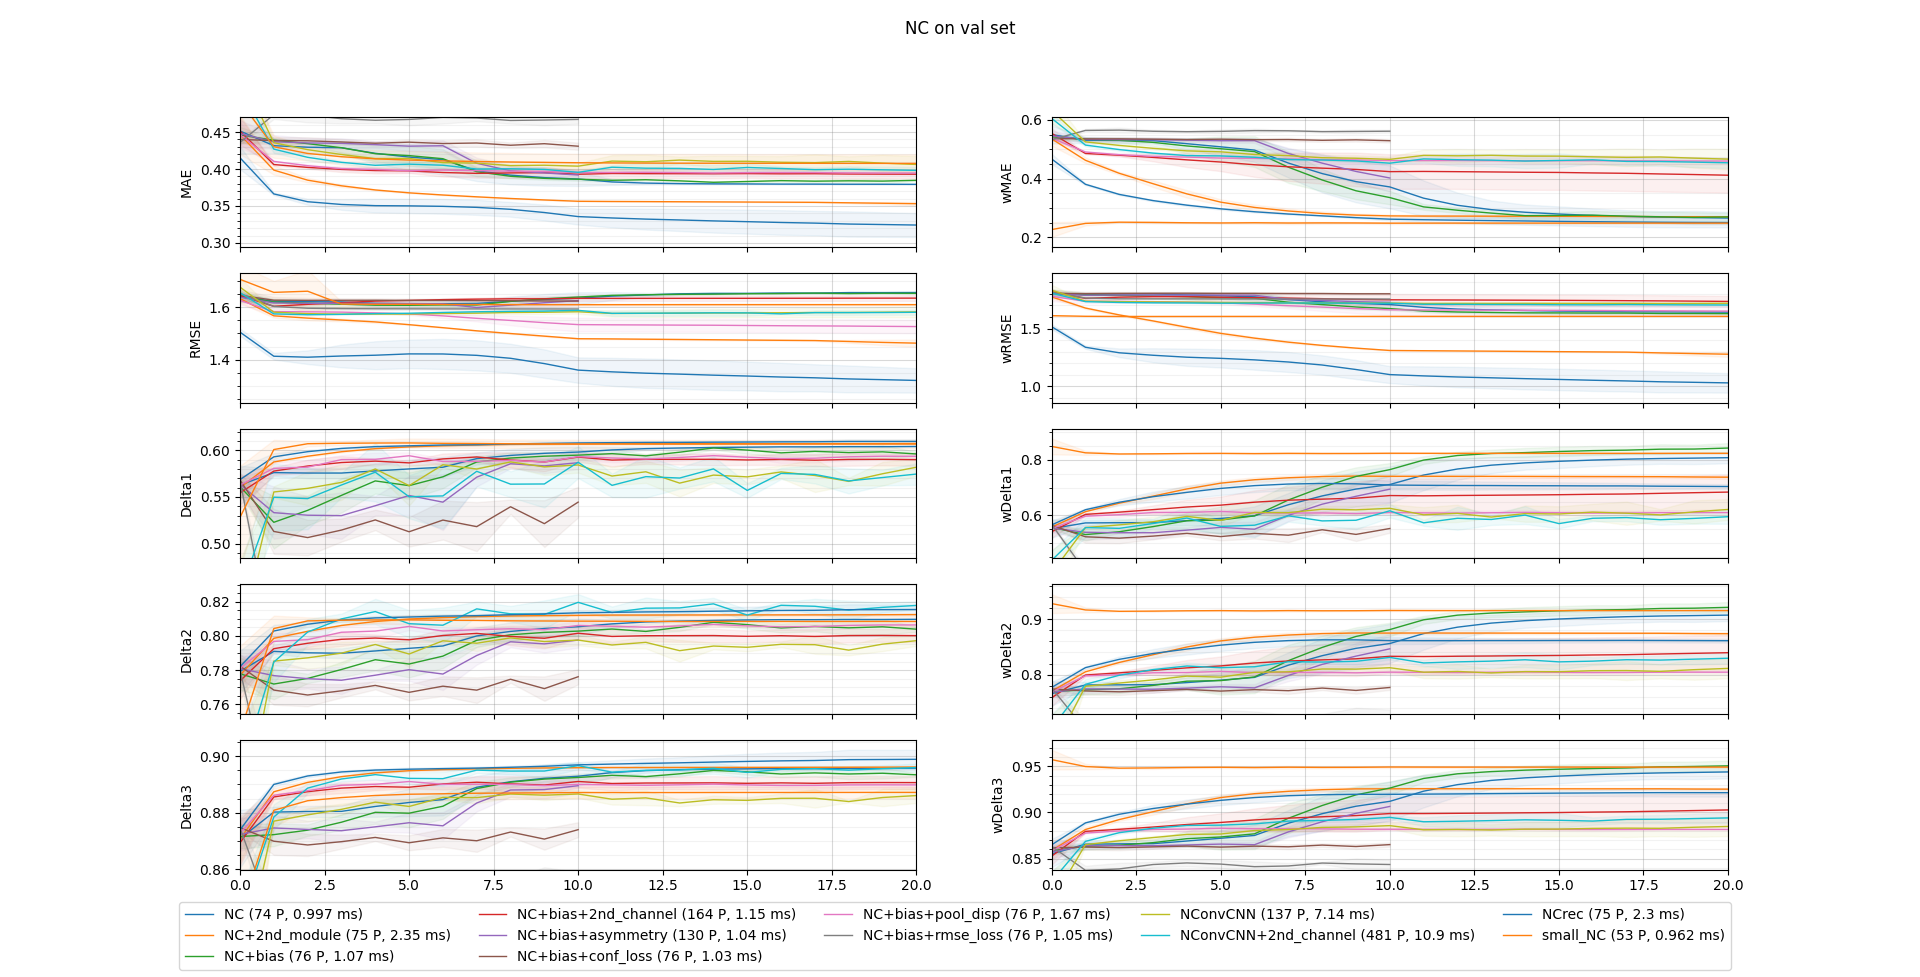 NC on val set
0.45
0.40
0.35
0.30
MAE
0.6
0.4
0.2
wMAE
1.6
1.4
RMSE
1.5
1.0
wRMSE
0.60
0.55
0.50
Delta1
0.8
0.6
wDelta1
0.82
0.80
0.78
0.76
Delta2
0.9
0.8
wDelta2
0.90
0.88
0.86
Delta3
0.95
0.90
0.85
wDelta3
0.0 2.5 5.0 7.5 10.0 12.5 15.0 17.5 20.0
0.0 2.5 5.0 7.5 10.0 12.5 15.0 17.5 20.0
NC (74 P, 0.997 ms)
NC+2nd_module (75 P, 2.35 ms)
NC+bias (76 P, 1.07 ms)
NC+bias+2nd_channel (164 P, 1.15 ms)
NC+bias+asymmetry (130 P, 1.04 ms)
NC+bias+conf_loss (76 P, 1.03 ms)
NC+bias+pool_disp (76 P, 1.67 ms)
NC+bias+rmse_loss (76 P, 1.05 ms)
NConvCNN (137 P, 7.14 ms)
NConvCNN+2nd_channel (481 P, 10.9 ms)
NCrec (75 P, 2.3 ms)
small_NC (53 P, 0.962 ms)